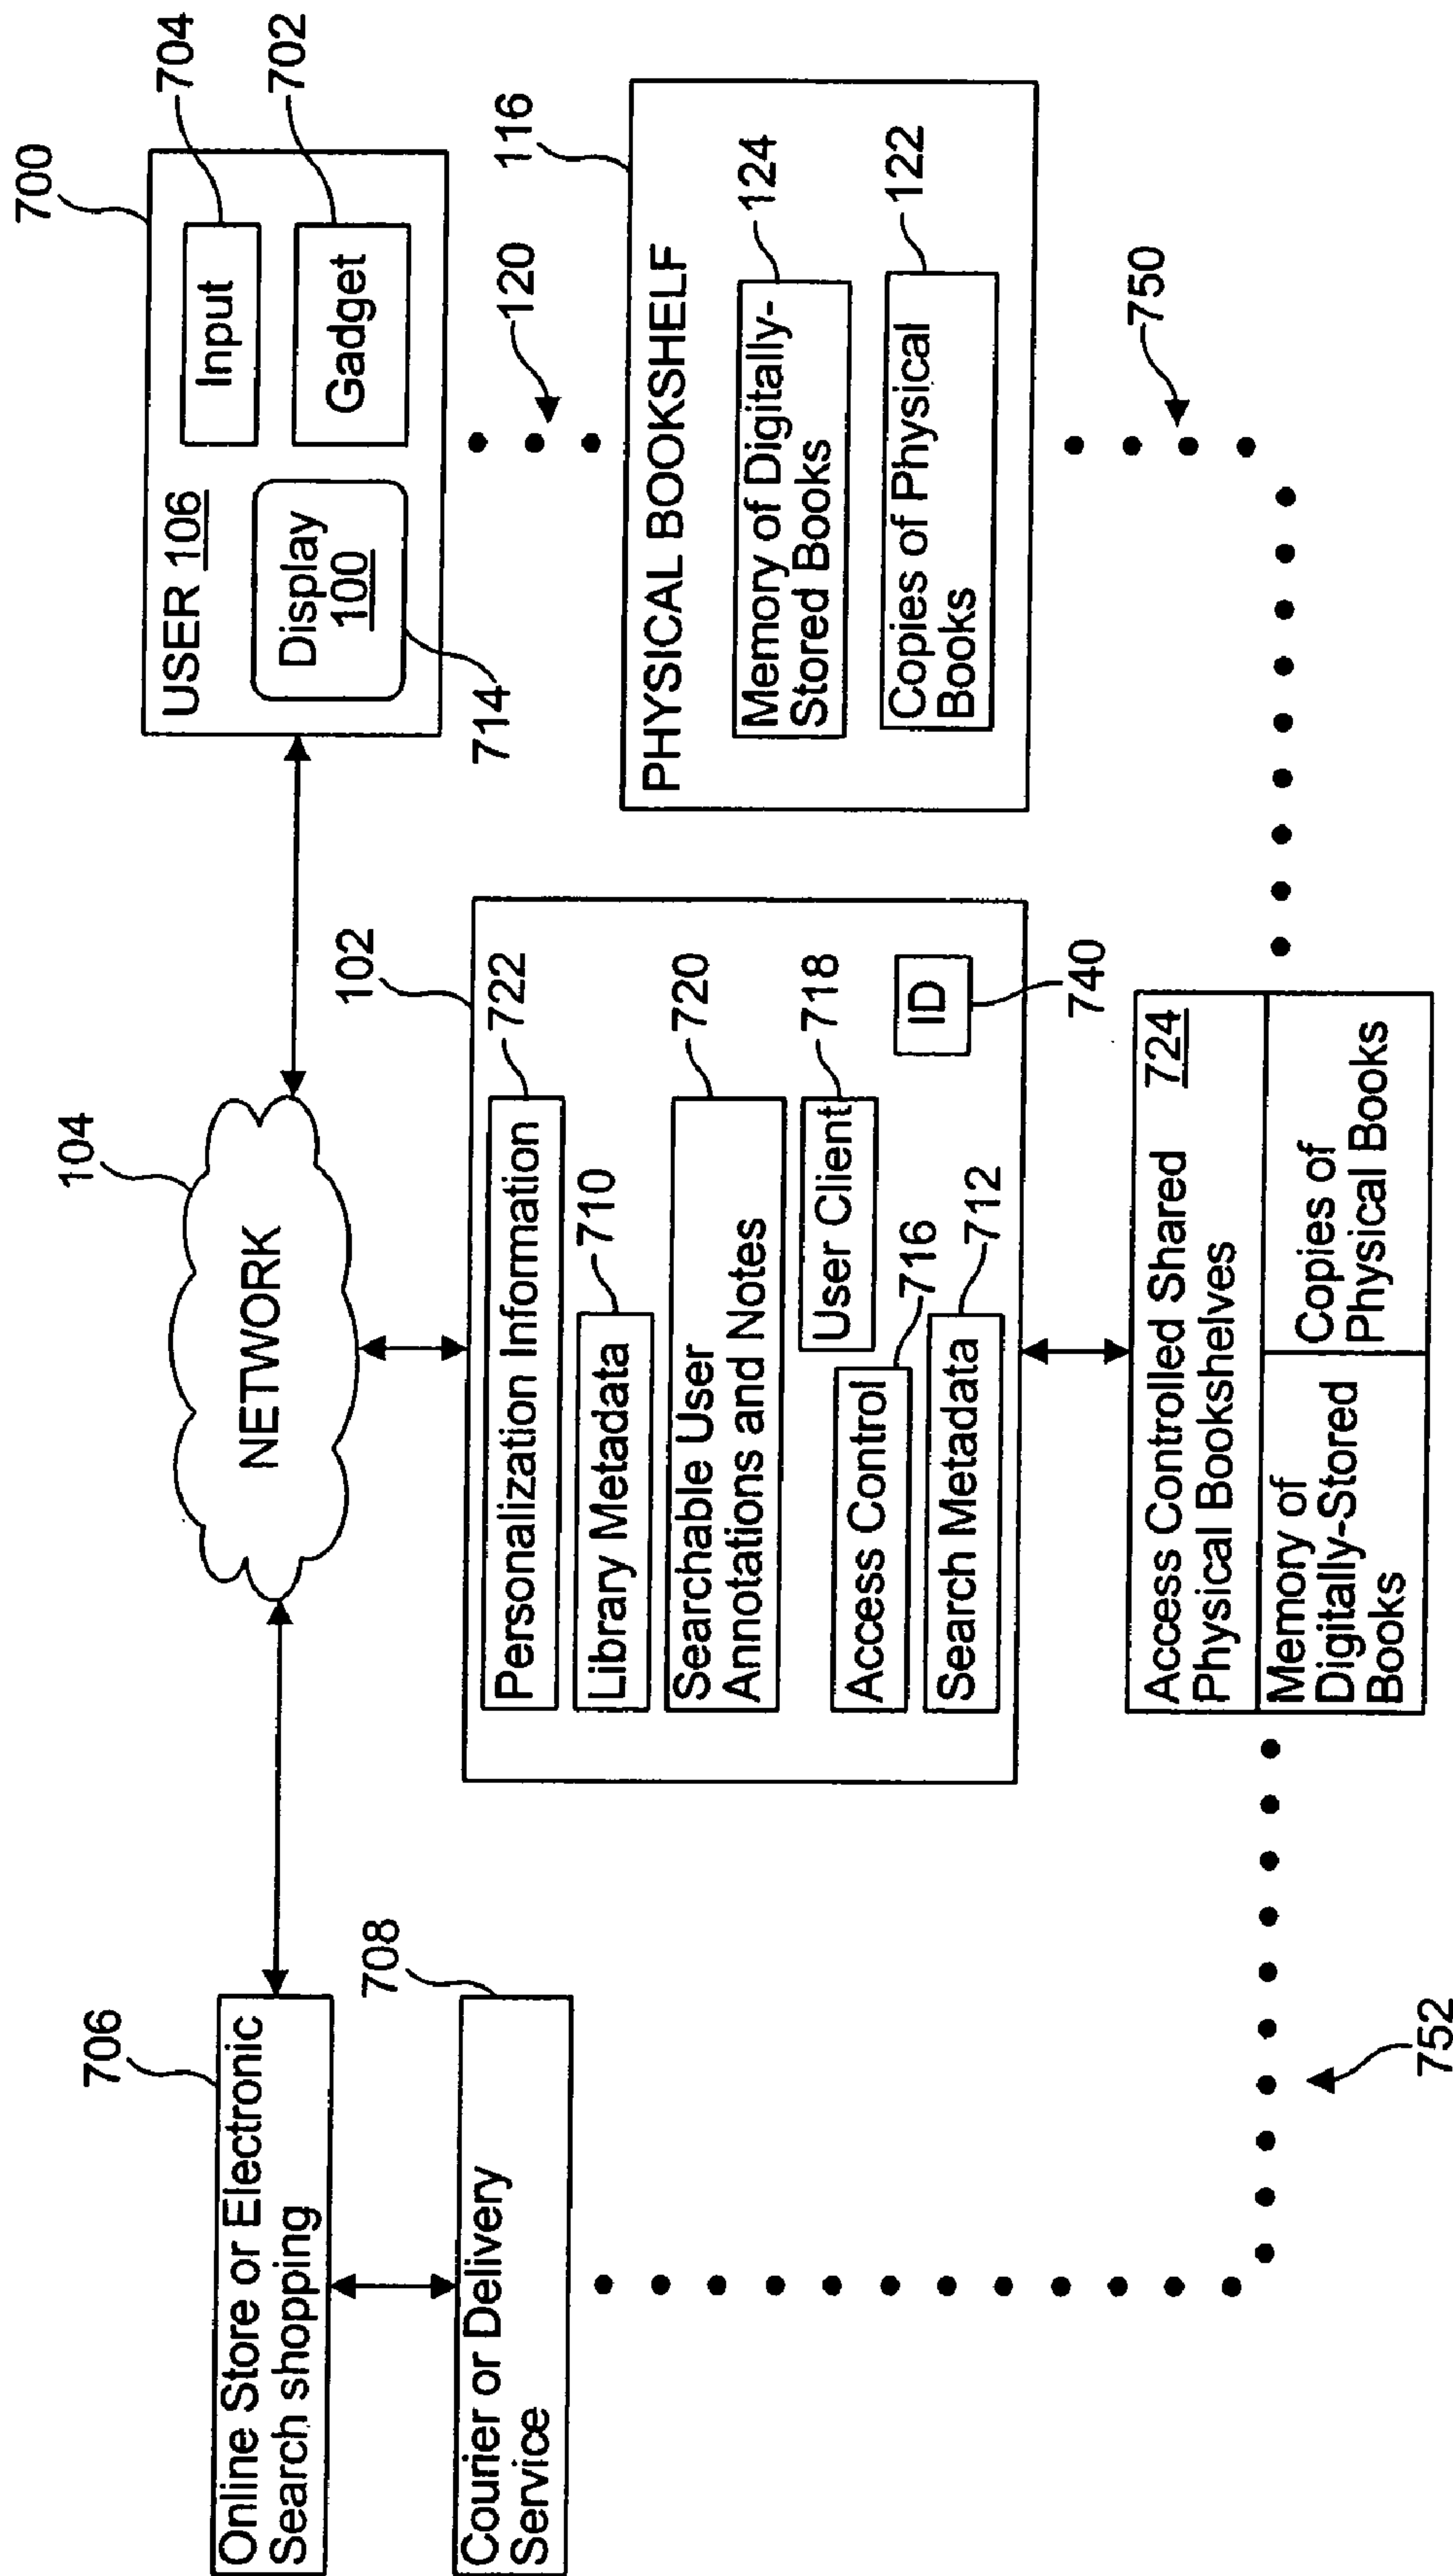 706
Online Store or Electronic
Search shopping
708
Courier or Delivery
Service
752
104
NETWORK
102
Personalization Information
722
Library Metadata
710
Searchable User
Annotations and Notes
720
User Client
718
Access Control
716
Search Metadata
712
ID
740
Access Controlled Shared
Physical Bookshelves
724
Memory of
Digitally-Stored
Books
Copies of
Physical Books
700
USER 106
Display
100
714
Input
704
Gadget
702
120
116
PHYSICAL BOOKSHELF
Memory of Digitally-
Stored Books
124
Copies of Physical
Books
122
750